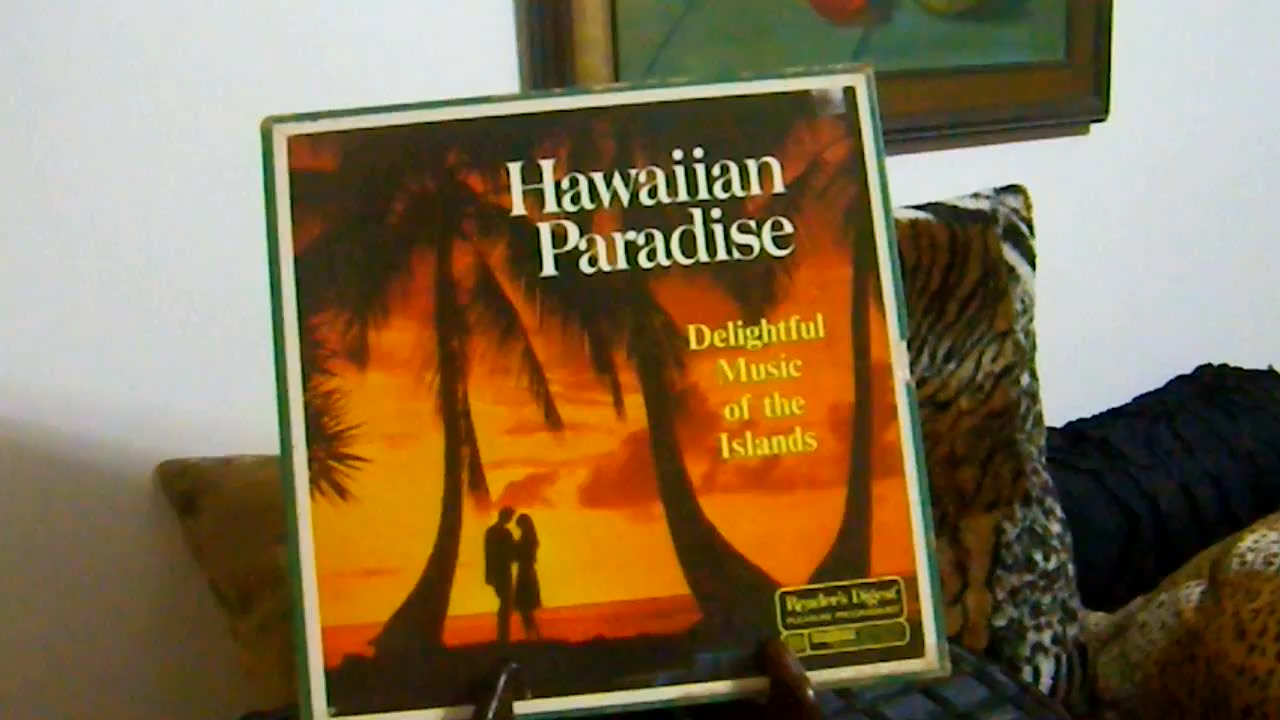 Hawaiian
Paradise
Delightful
Music
of the
Islands
Reader's Digest